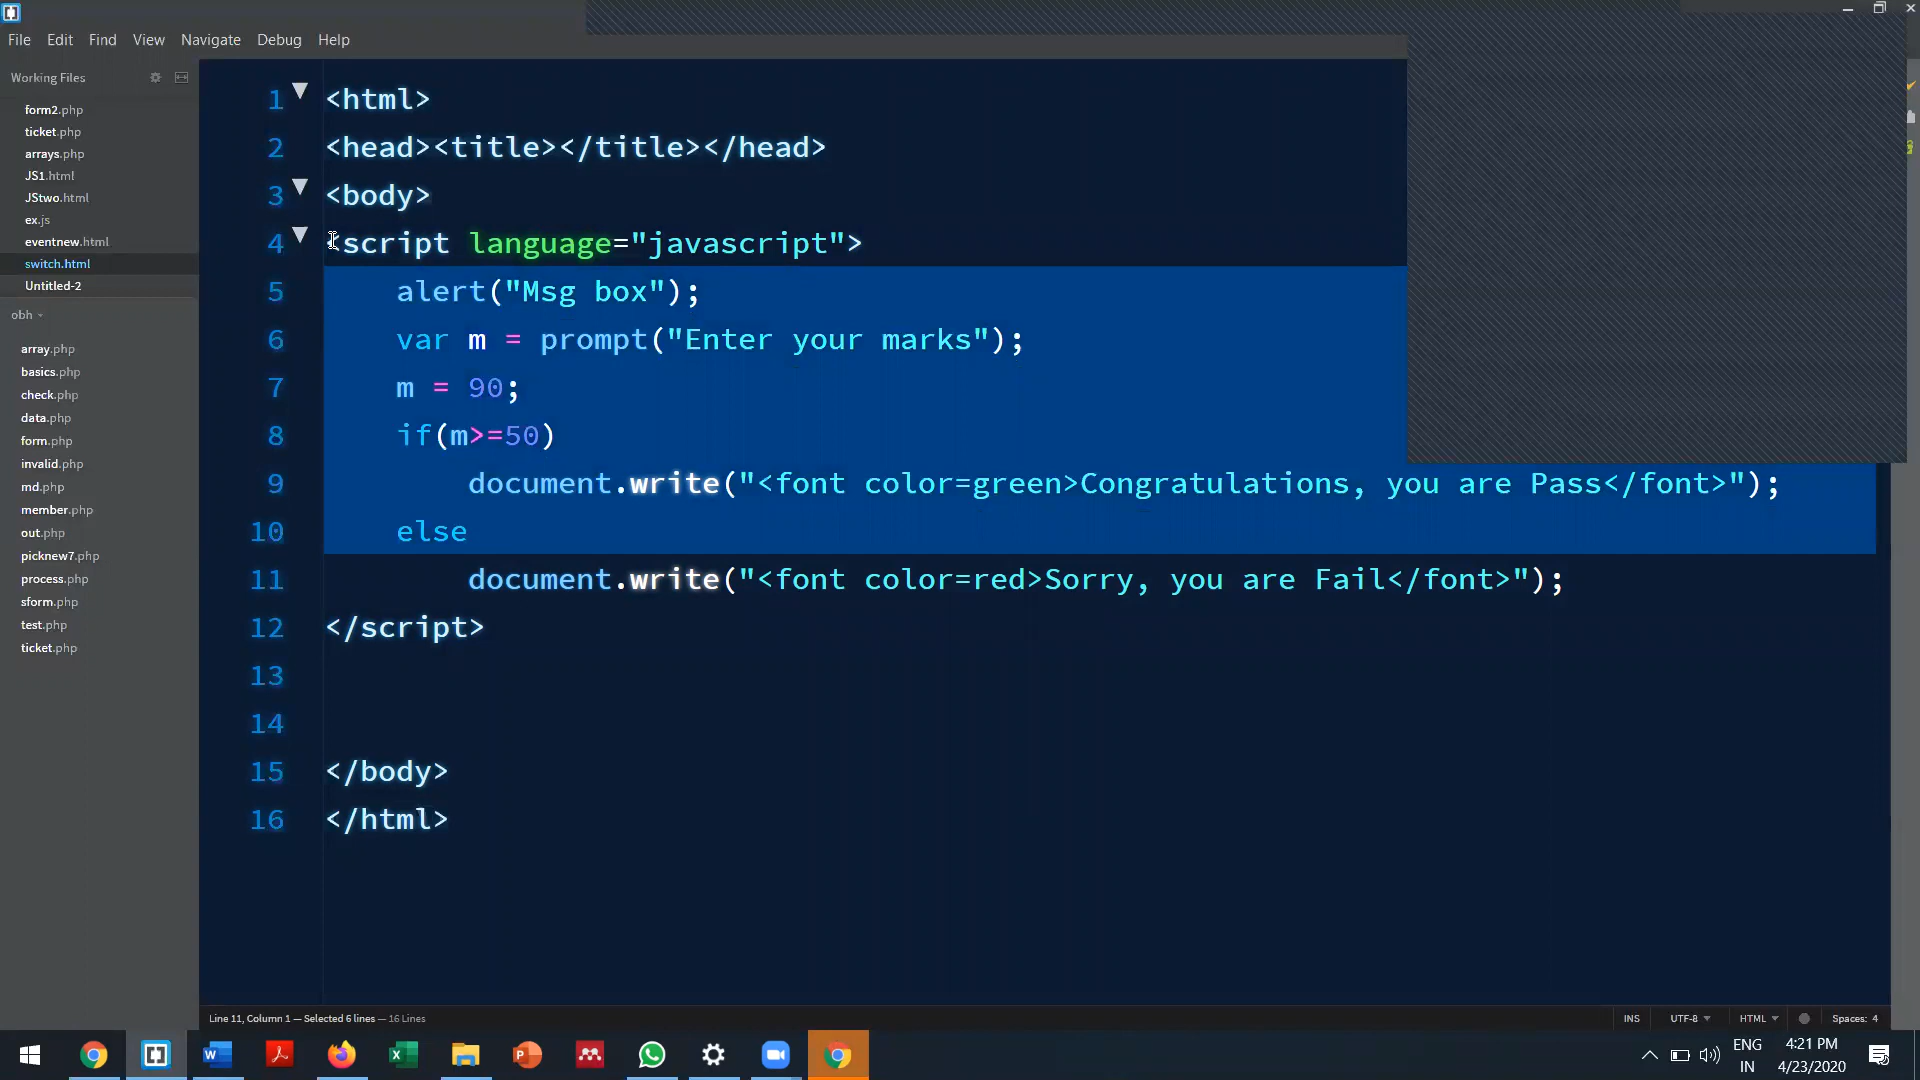 File Edit Find View Navigate Debug Help
Working Files
form2.php
ticket.php
arrays.php
JS1.html
JStwo.html
ex.js
eventnew.html
switch.html
Untitled-2
obh
array.php
basics.php
check.php
data.php
form.php
invalid.php
md.php
member.php
out.php
picknew7.php
process.php
sform.php
test.php
ticket.php
1 <html>
2 <head><title></title></head>
3 <body>
4 <script language="javascript">
5 alert("Msg box");
6 var m = prompt("Enter your marks");
7 m = 90;
8 if(m>=50)
9 document.write("<font color=green>Congratulations, you are Pass</font>");
10 else
11 document.write("<font color=red>Sorry, you are Fail</font>");
12 </script>
13
14
15 </body>
16 </html>
Line 11, Column 1 — Selected 6 lines — 16 Lines
INS UTF-8 HTML Spaces: 4
ENG
IN
4:21 PM
4/23/2020